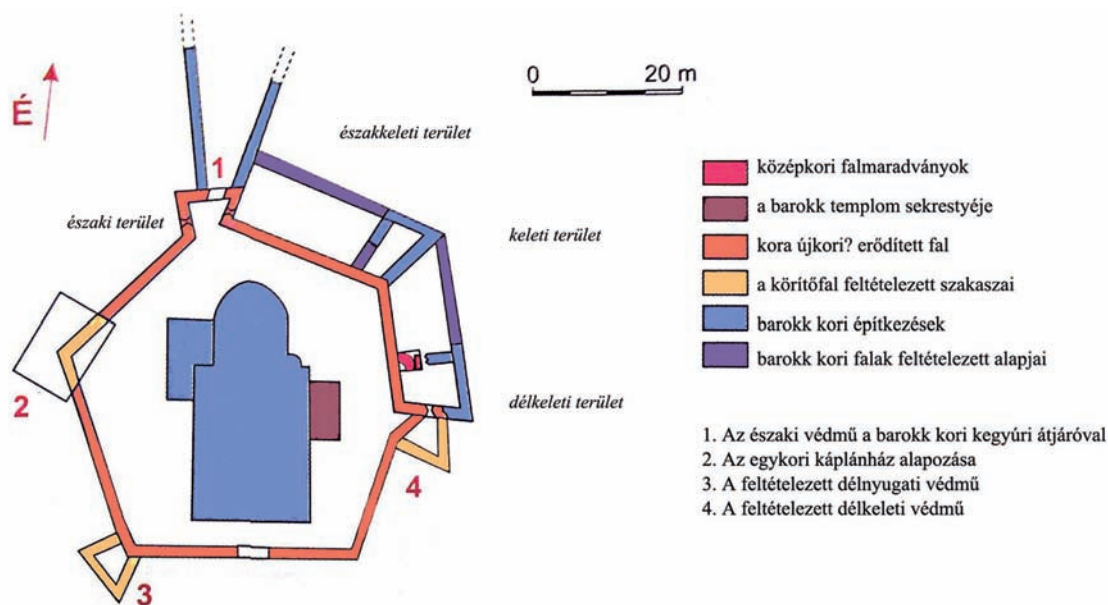 É
0 20 m
északkeleti terület
1
északi terület
keleti terület
2
délkeleti terület
4
3
középkori falmaradványok
a barokk templom sekrestyéje
kora újkori? erődített fal
a körítőfal feltételezett szakaszai
barokk kori építkezések
barokk kori falak feltételezett alapjai
1. Az északi védmű a barokk kori kegyúri átjáróval
2. Az egykori káplánház alapozása
3. A feltételezett délnyugati védmű
4. A feltételezett délkeleti védmű